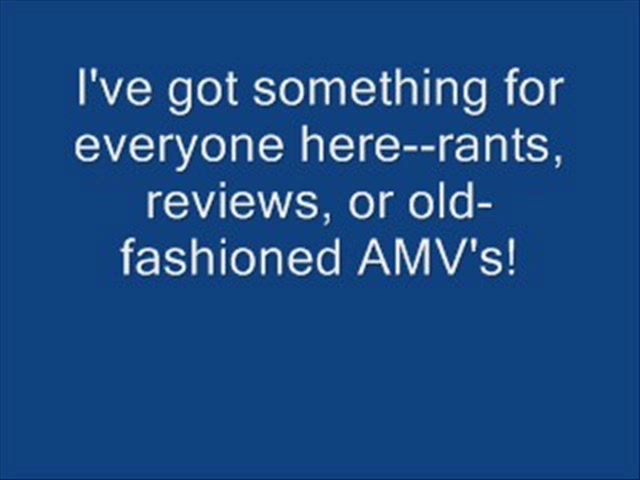 I've got something for
everyone here--rants,
reviews, or old-
fashioned AMV's!